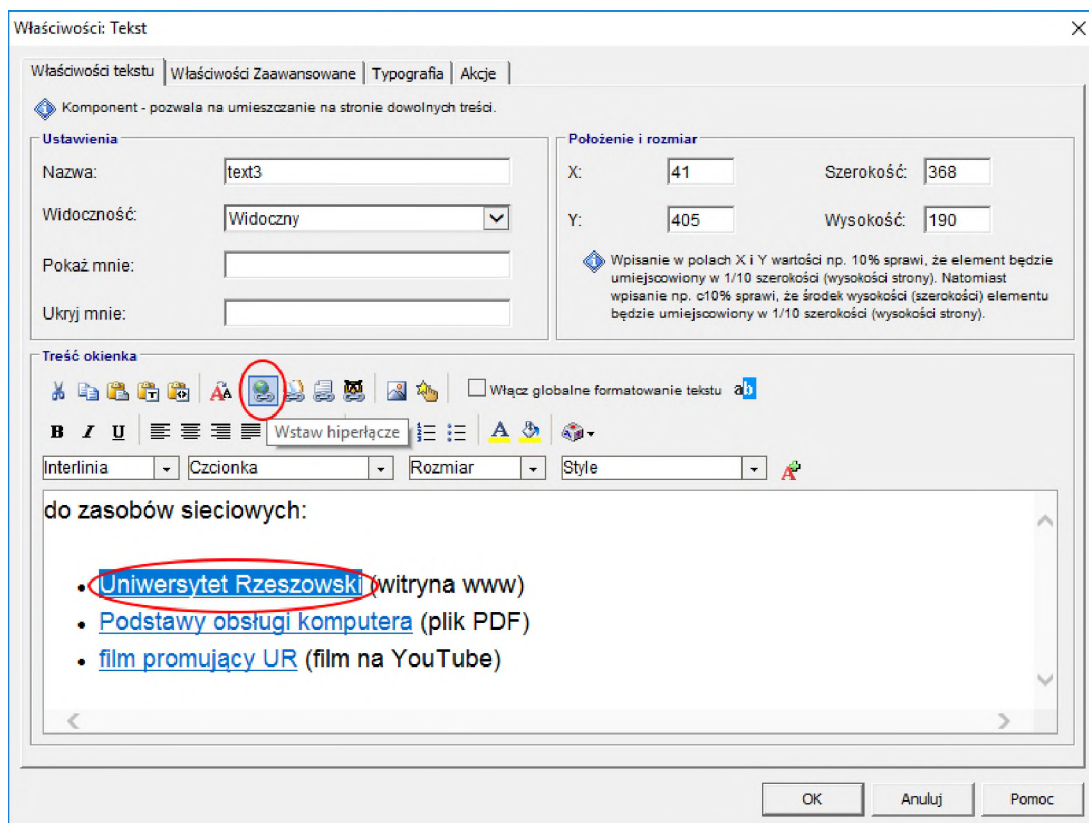 Właściwości: Tekst
Właściwości tekstu
Właściwości Zaawansowane
Typografia
Akcje
Komponent - pozwala na umieszczanie na stronie dowolnych treści.
Ustawienia
Nazwa:
text3
Widoczność:
Widoczny
Pokaż mnie:
Ukryj mnie:
Położenie i rozmiar
X:
41
Szerokość:
368
Y:
405
Wysokość:
190
Wpisanie w polach X i Y wartości np. 10% sprawi, że element będzie
umiejscowiony w 1/10 szerokości (wysokości strony). Natomiast
wpisanie np. c10% sprawi, że środek wysokości (szerokości) elementu
będzie umiejscowiony w 1/10 szerokości (wysokości strony).
Treść okienka
Włącz globalne formatowanie tekstu
ab
B I U
Wstaw hiperłącze
A
Interlinia
Czcionka
Rozmiar
Style
do zasobów sieciowych:
• Uniwersytet Rzeszowski (witryna www)
• Podstawy obsługi komputera (plik PDF)
• film promujący UR (film na YouTube)
OK
Anuluj
Pomoc